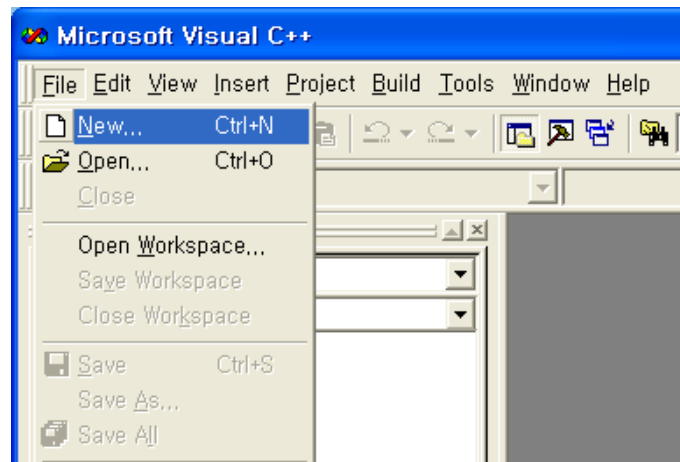 Microsoft Visual C++
File Edit View Insert Project Build Tools Window Help
New... Ctrl+N
Open... Ctrl+O
Close
Open Workspace...
Save Workspace
Close Workspace
Save Ctrl+S
Save As...
Save All